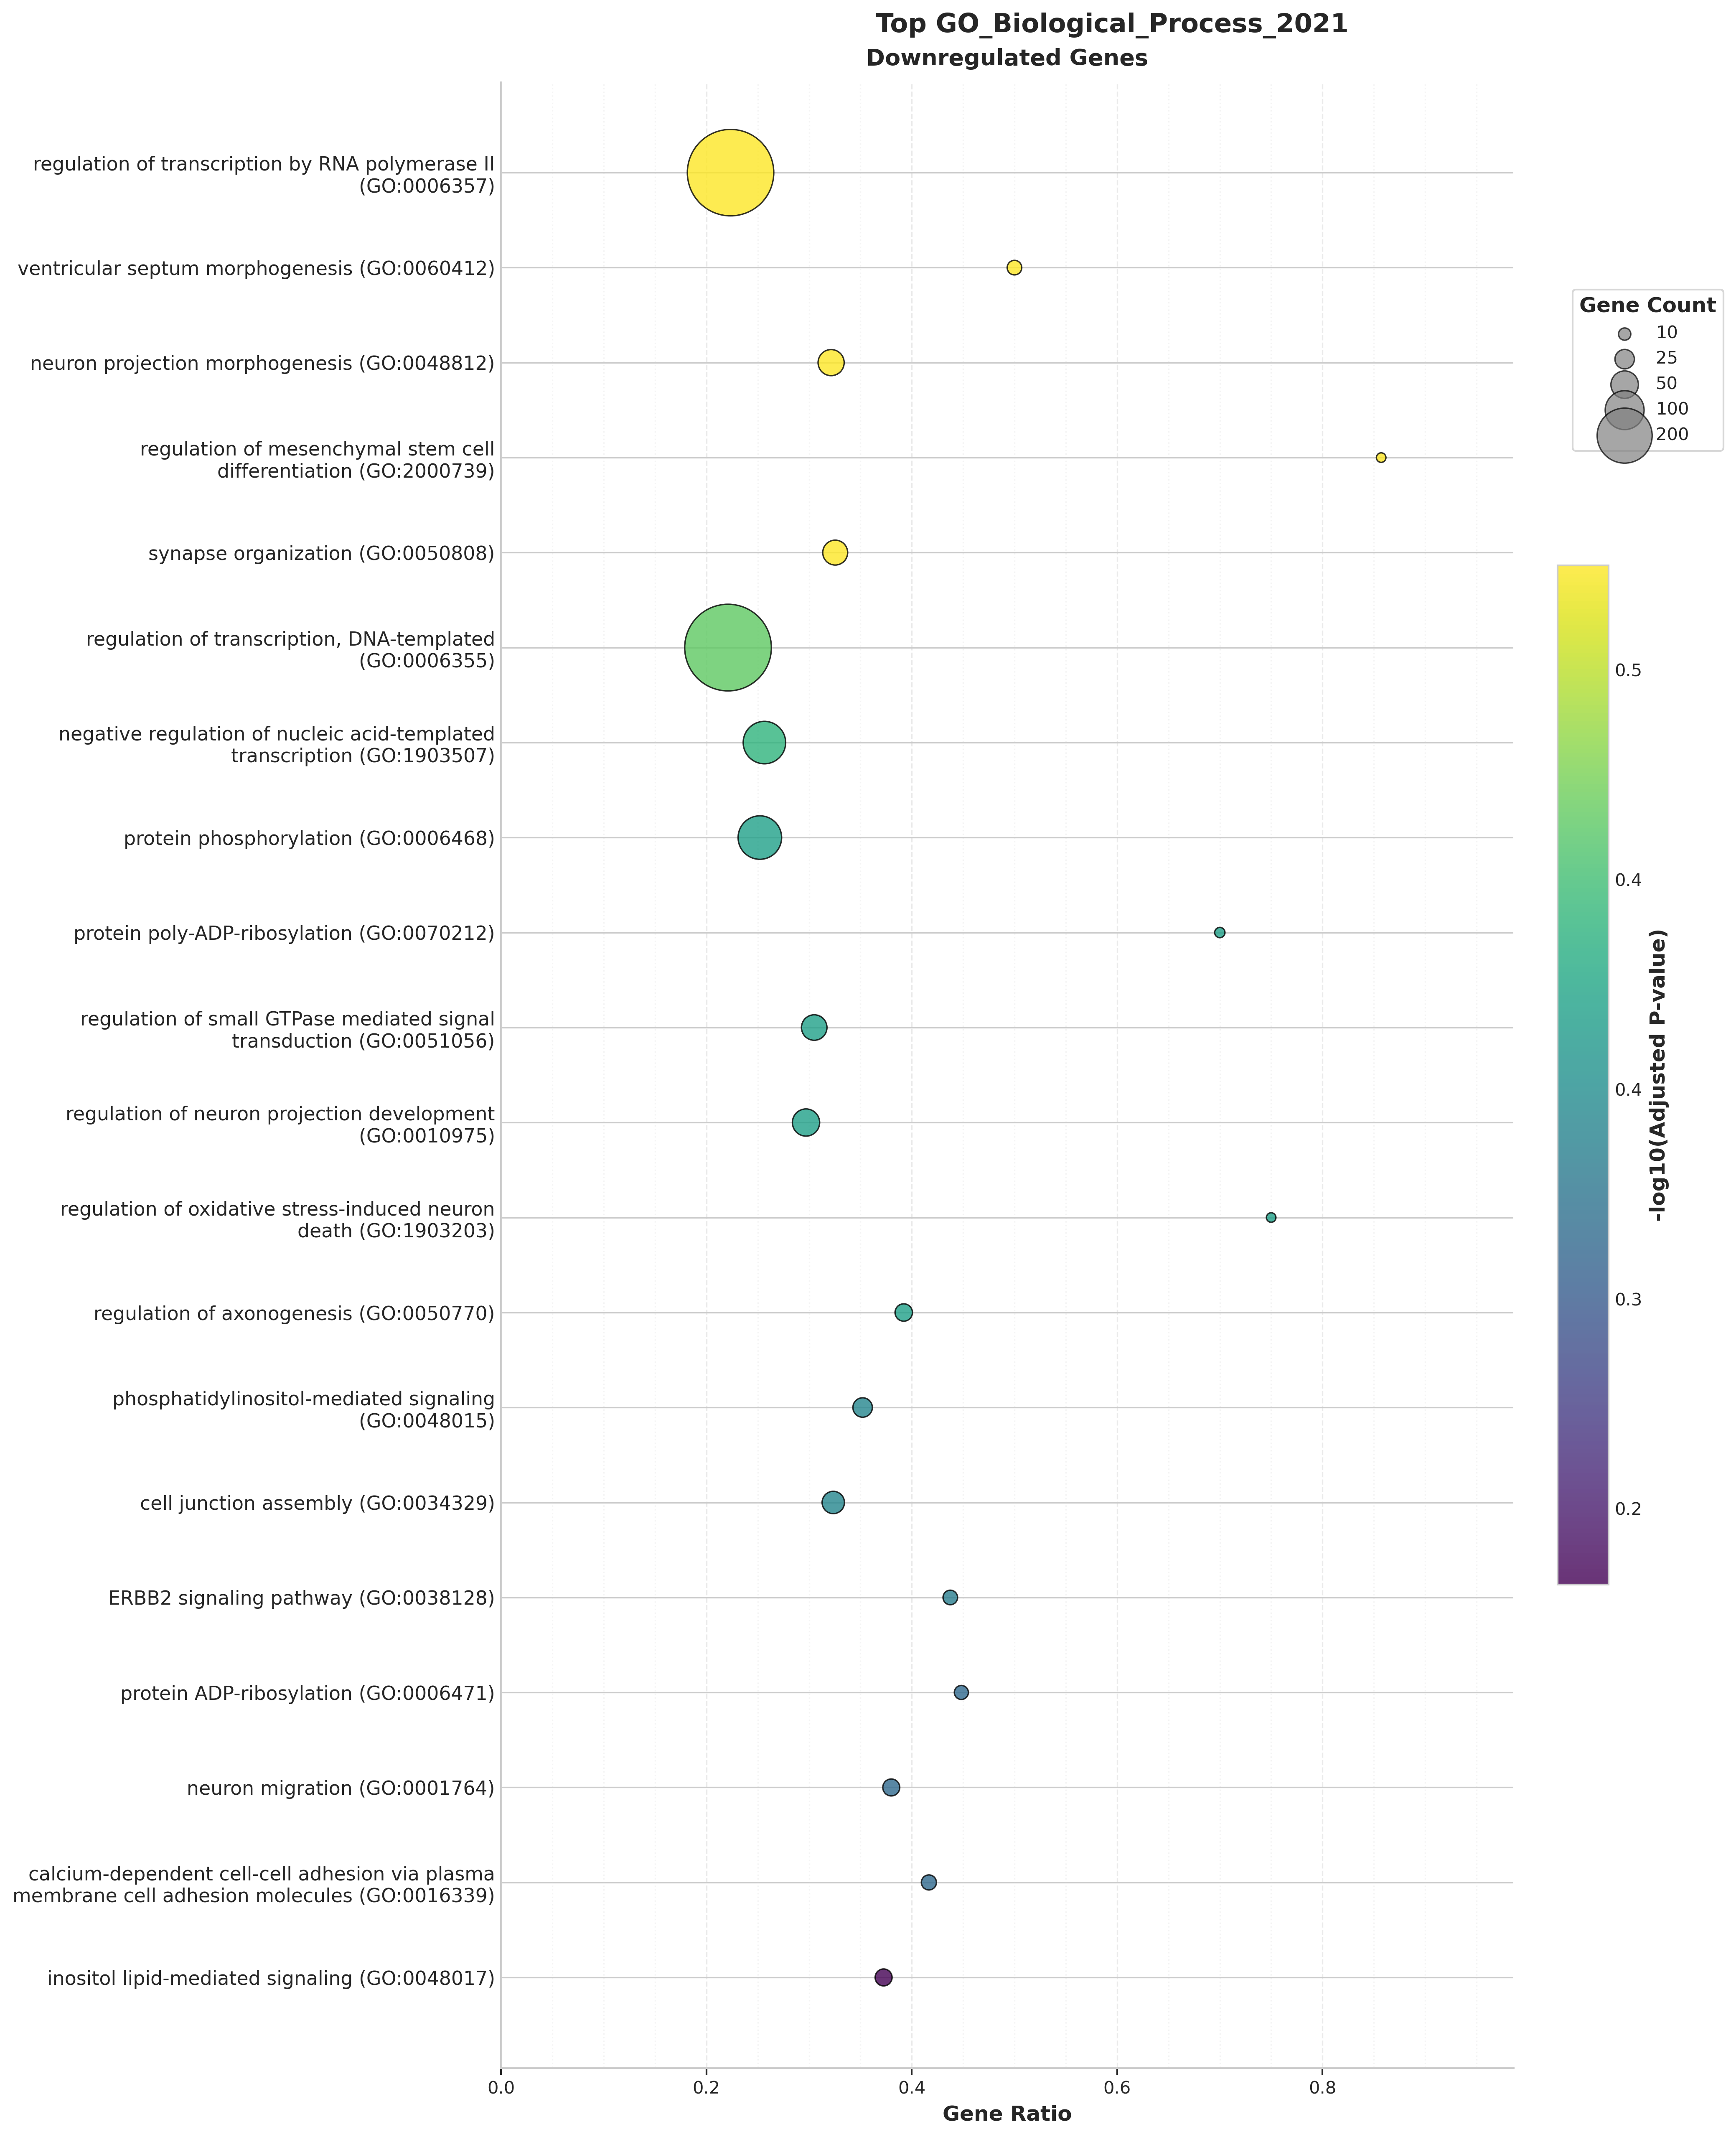 Top GO_Biological_Process_2021
Downregulated Genes
regulation of transcription by RNA polymerase II
(GO:0006357)
ventricular septum morphogenesis (GO:0060412)
neuron projection morphogenesis (GO:0048812)
regulation of mesenchymal stem cell
differentiation (GO:2000739)
synapse organization (GO:0050808)
regulation of transcription, DNA-templated
(GO:0006355)
negative regulation of nucleic acid-templated
transcription (GO:1903507)
protein phosphorylation (GO:0006468)
protein poly-ADP-ribosylation (GO:0070212)
regulation of small GTPase mediated signal
transduction (GO:0051056)
regulation of neuron projection development
(GO:0010975)
regulation of oxidative stress-induced neuron
death (GO:1903203)
regulation of axonogenesis (GO:0050770)
phosphatidylinositol-mediated signaling
(GO:0048015)
cell junction assembly (GO:0034329)
ERBB2 signaling pathway (GO:0038128)
protein ADP-ribosylation (GO:0006471)
neuron migration (GO:0001764)
calcium-dependent cell-cell adhesion via plasma
membrane cell adhesion molecules (GO:0016339)
inositol lipid-mediated signaling (GO:0048017)
0.0 0.2 0.4 0.6 0.8
Gene Ratio
Gene Count
10
25
50
100
200
0.5
0.4
0.4
0.3
0.2
-log10(Adjusted P-value)